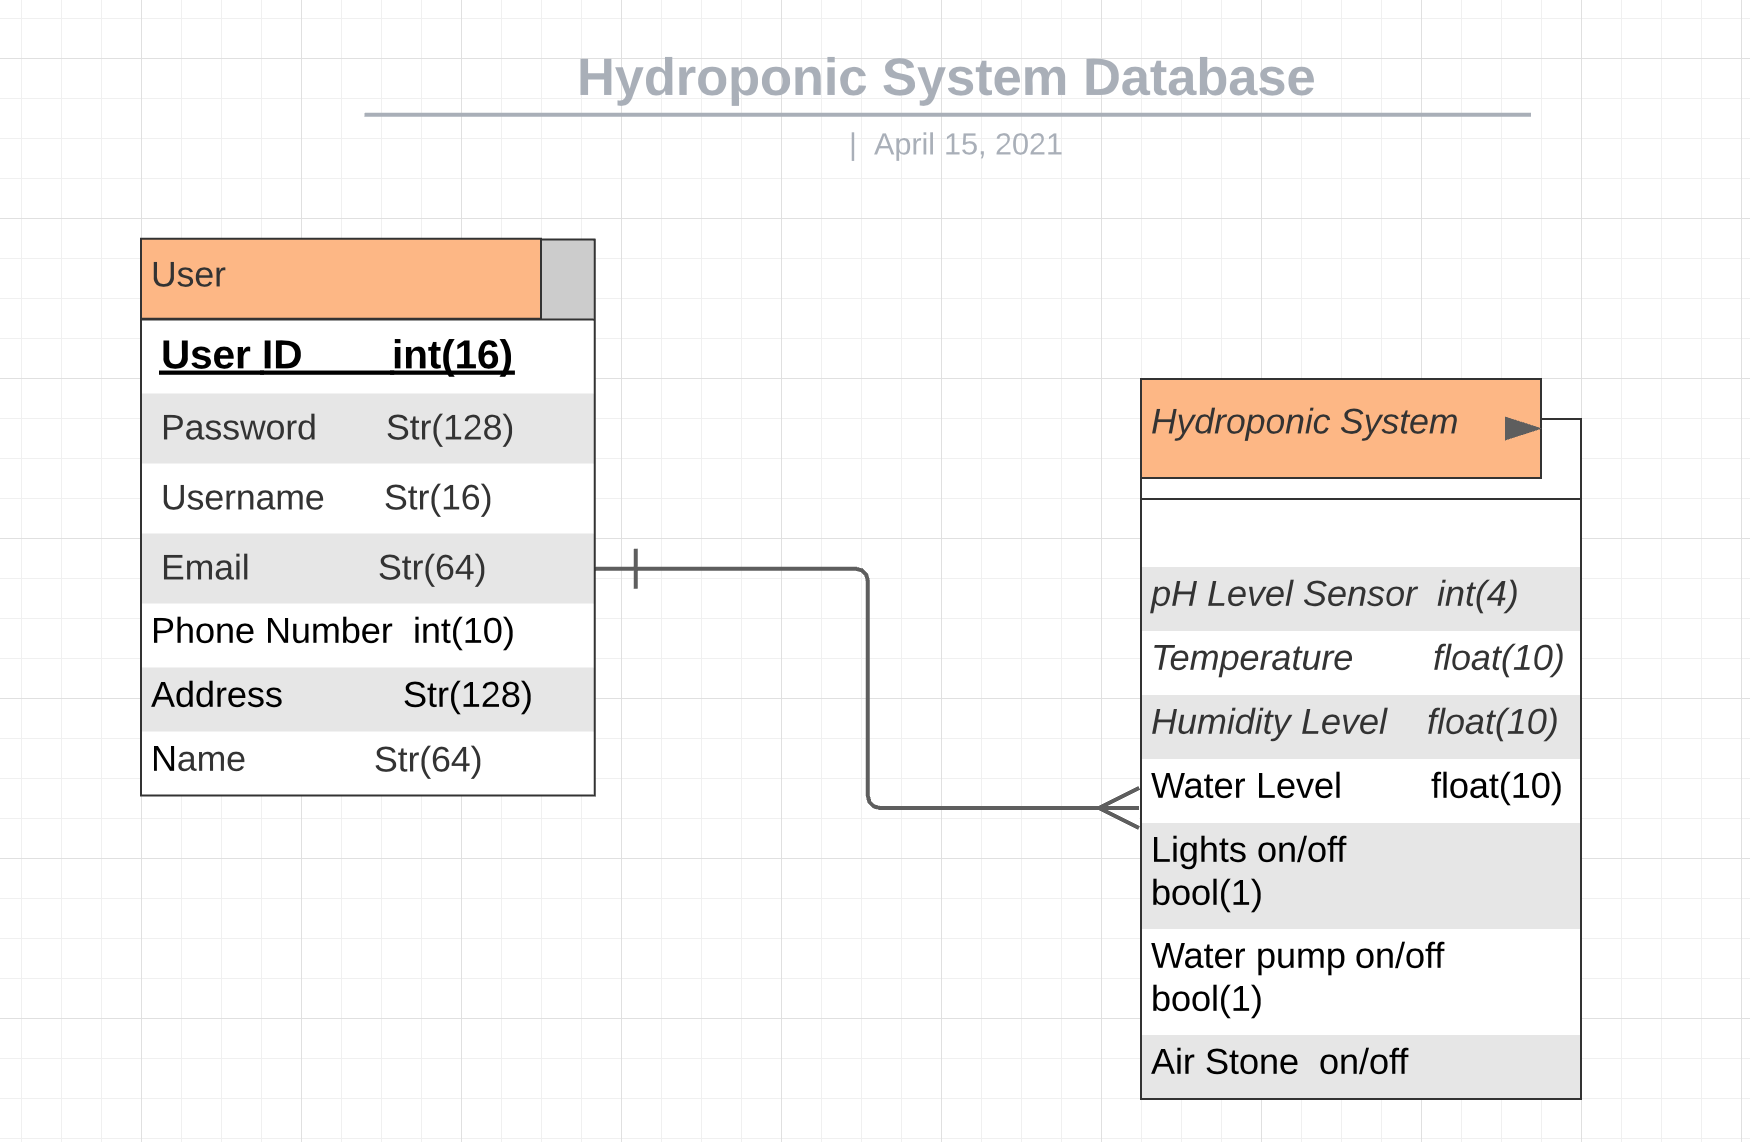 Hydroponic System Database
| April 15, 2021
User
User ID int(16)
Password Str(128)
Username Str(16)
Email Str(64)
Phone Number int(10)
Address Str(128)
Name Str(64)
Hydroponic System
pH Level Sensor int(4)
Temperature float(10)
Humidity Level float(10)
Water Level float(10)
Lights on/off
bool(1)
Water pump on/off
bool(1)
Air Stone on/off